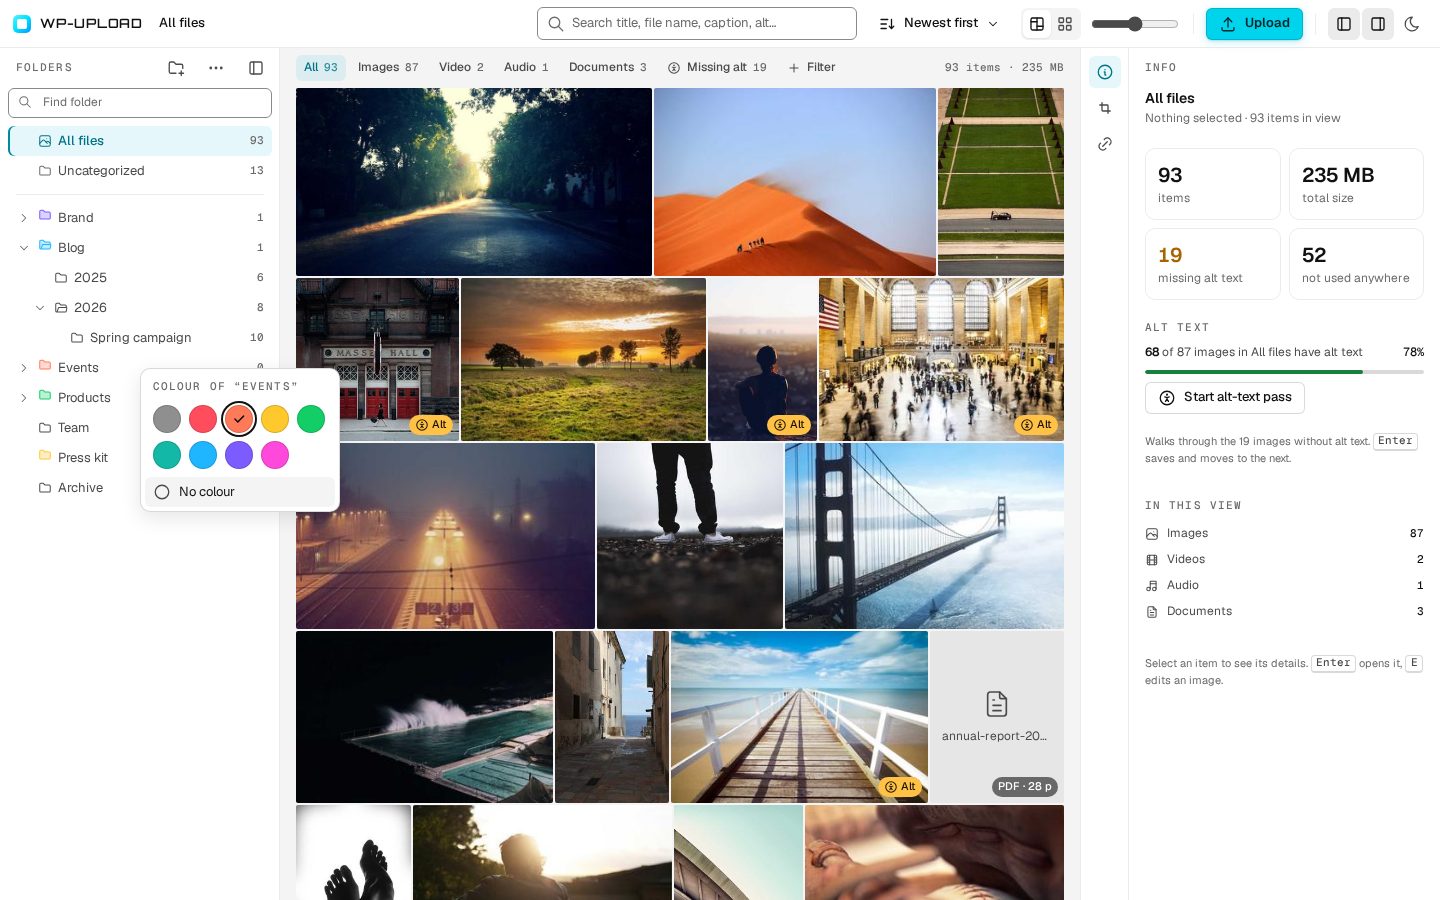 WP-UPLOAD All files
Search title, file name, caption, alt…
Newest first
Upload
FOLDERS
Find folder
All files 93
Uncategorized 13
Brand 1
Blog 1
2025 6
2026 8
Spring campaign 10
Events
Products
Team
Press kit
Archive
COLOUR OF “EVENTS”
No colour
All 93 Images 87 Video 2 Audio 1 Documents 3 Missing alt 19 Filter 93 items · 235 MB
MASSEY HALL
Alt
Alt
Alt
Alt
annual-report-20…
PDF · 28 p
INFO
All files
Nothing selected · 93 items in view
93
items
235 MB
total size
19
missing alt text
52
not used anywhere
ALT TEXT
68 of 87 images in All files have alt text 78%
Start alt-text pass
Walks through the 19 images without alt text. Enter
saves and moves to the next.
IN THIS VIEW
Images 87
Videos 2
Audio 1
Documents 3
Select an item to see its details. Enter opens it, E
edits an image.